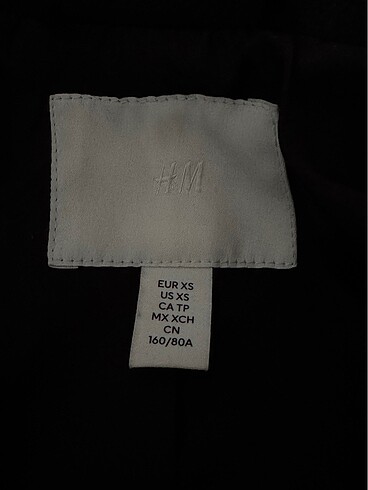 H&M
EUR XS
US XS
CA TP
MX XCH
CN
160/80A